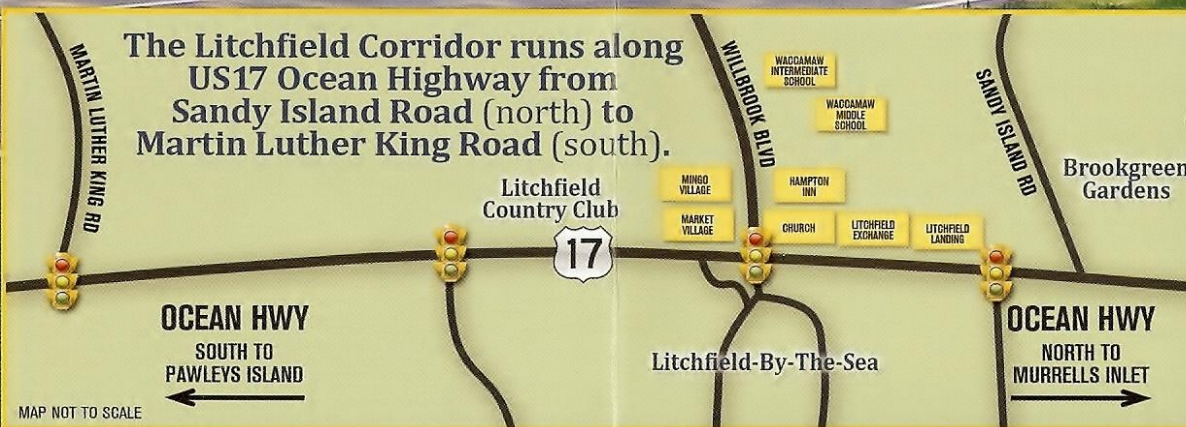 The Litchfield Corridor runs along
US17 Ocean Highway from
Sandy Island Road (north) to
Martin Luther King Road (south).
MARTIN LUTHER KING RD
WILLBROOK BLVD
WACCAMAW
INTERMEDIATE
SCHOOL
WACCAMAW
MIDDLE
SCHOOL
SANDY ISLAND RD
Brookgreen
Gardens
Litchfield
Country Club
MINGO
VILLAGE
HAMPTON
INN
MARKET
VILLAGE
CHURCH
LITCHFIELD
EXCHANGE
LITCHFIELD
LANDING
17
OCEAN HWY
SOUTH TO
PAWLEYS ISLAND
Litchfield-By-The-Sea
OCEAN HWY
NORTH TO
MURRELLS INLET
MAP NOT TO SCALE